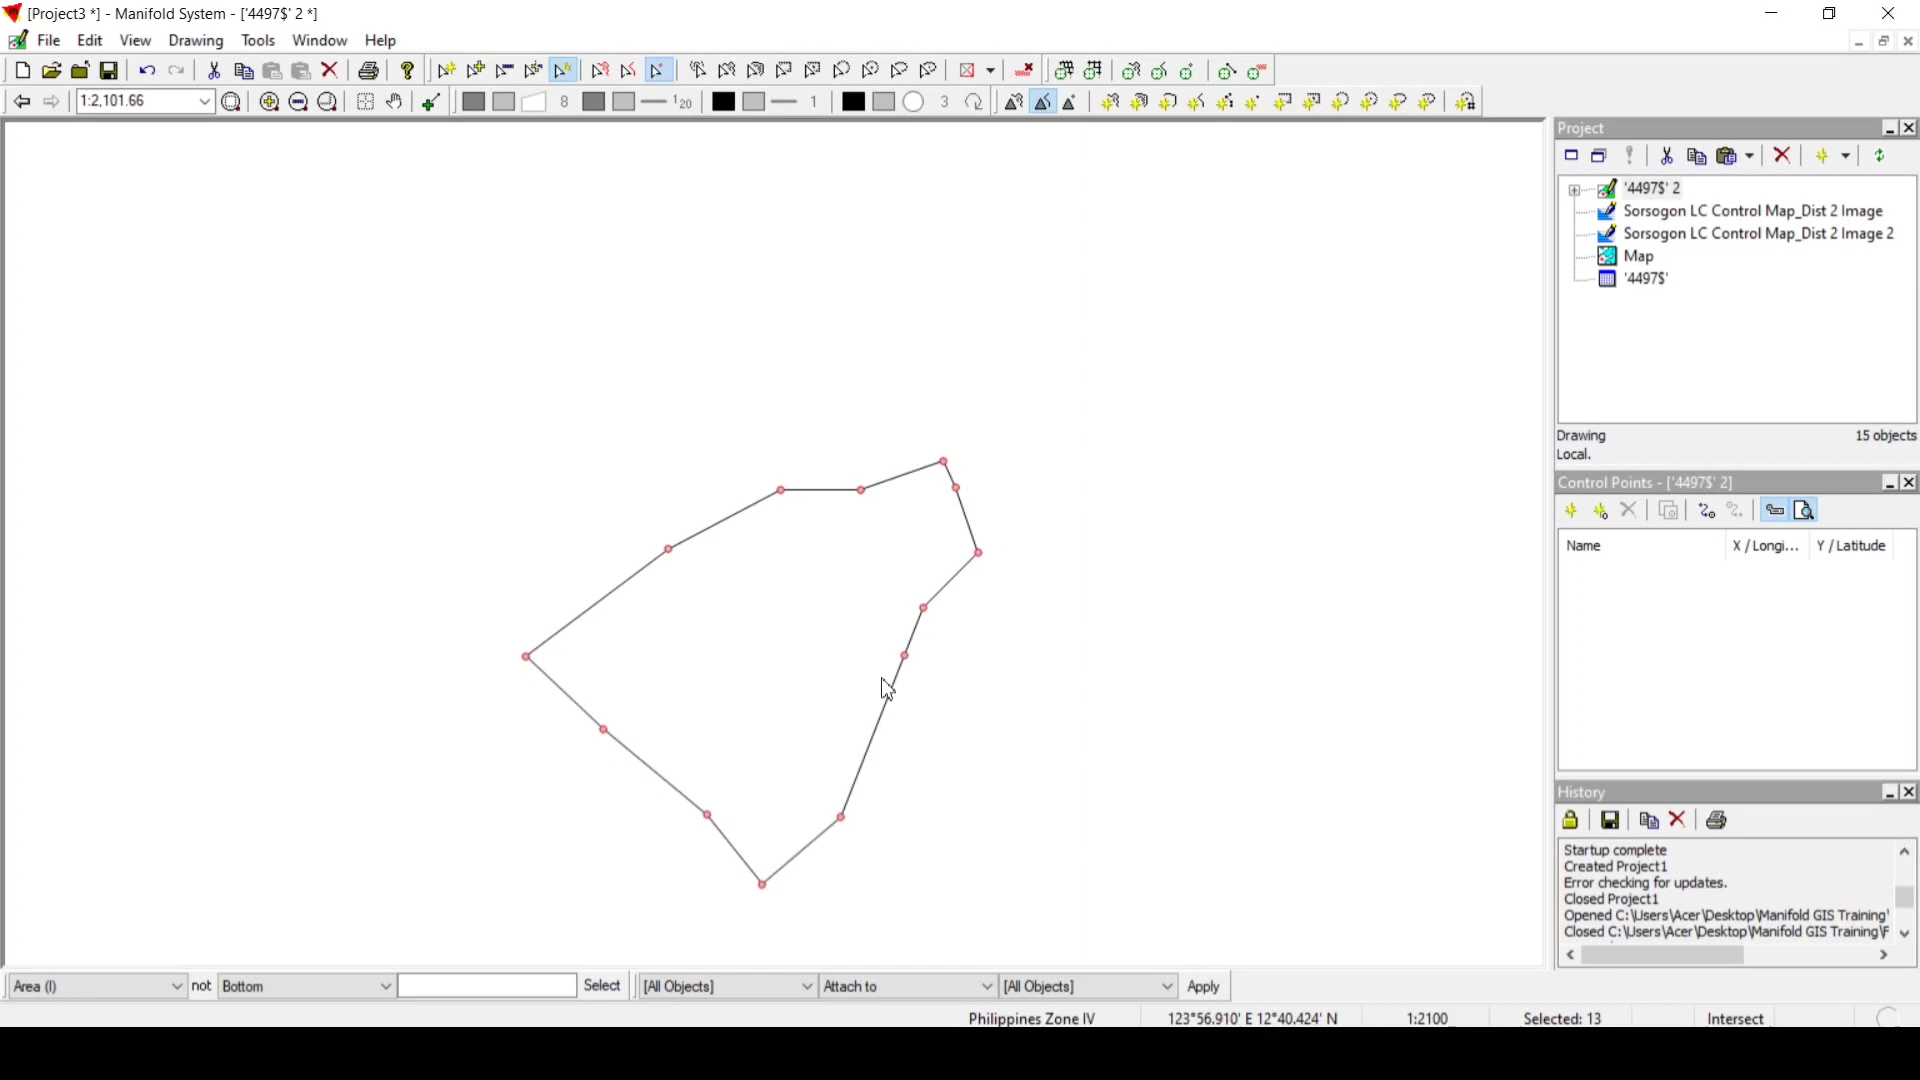 [Project3 *] - Manifold System - ['4497$' 2 *]
File Edit View Drawing Tools Window Help
1:2,101.66 8 1/20 1 3
Project
'4497$' 2
Sorsogon LC Control Map_Dist 2 Image
Sorsogon LC Control Map_Dist 2 Image 2
Map
'4497$'
Drawing 15 objects
Local.
Control Points - ['4497$' 2]
Name X / Longi... Y / Latitude
History
Startup complete
Created Project1
Error checking for updates.
Closed Project1
Opened C:\Users\Acer\Desktop\Manifold GIS Training\
Closed C:\Users\Acer\Desktop\Manifold GIS Training\F
Area (I) not Bottom Select [All Objects] Attach to [All Objects] Apply
Philippines Zone IV 123°56.910' E 12°40.424' N 1:2100 Selected: 13 Intersect